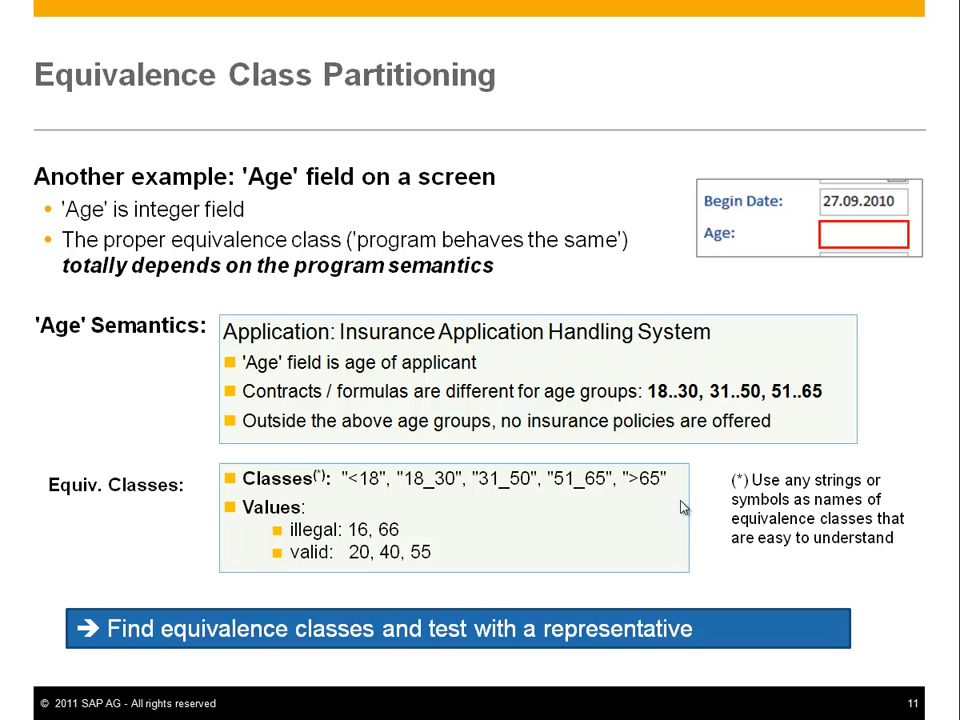 Equivalence Class Partitioning
Another example: 'Age' field on a screen
• 'Age' is integer field
• The proper equivalence class ('program behaves the same')
totally depends on the program semantics
Begin Date: 27.09.2010
Age:
'Age' Semantics:
Application: Insurance Application Handling System
'Age' field is age of applicant
Contracts / formulas are different for age groups: 18..30, 31..50, 51..65
Outside the above age groups, no insurance policies are offered
Equiv. Classes:
Classes(*): "<18", "18_30", "31_50", "51_65", ">65"
Values:
illegal: 16, 66
valid: 20, 40, 55
(*) Use any strings or
symbols as names of
equivalence classes that
are easy to understand
➔ Find equivalence classes and test with a representative
© 2011 SAP AG - All rights reserved
11